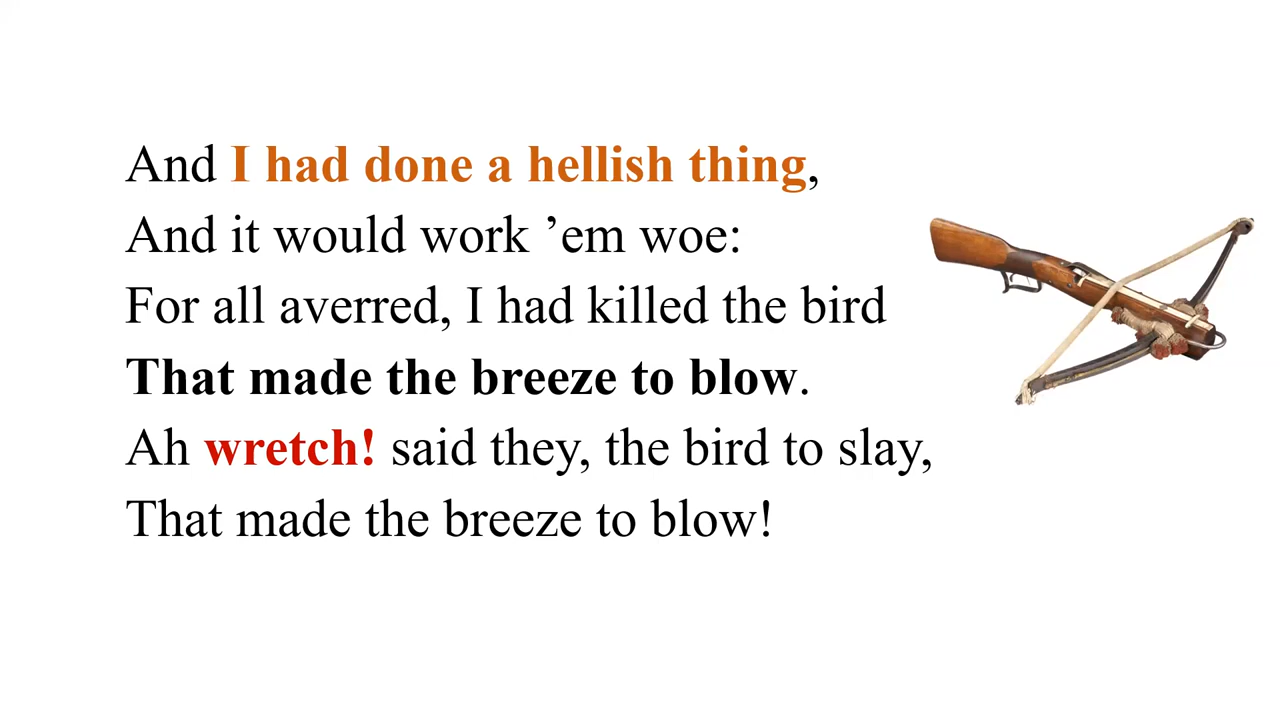 And I had done a hellish thing,
And it would work ’em woe:
For all averred, I had killed the bird
That made the breeze to blow.
Ah wretch! said they, the bird to slay,
That made the breeze to blow!